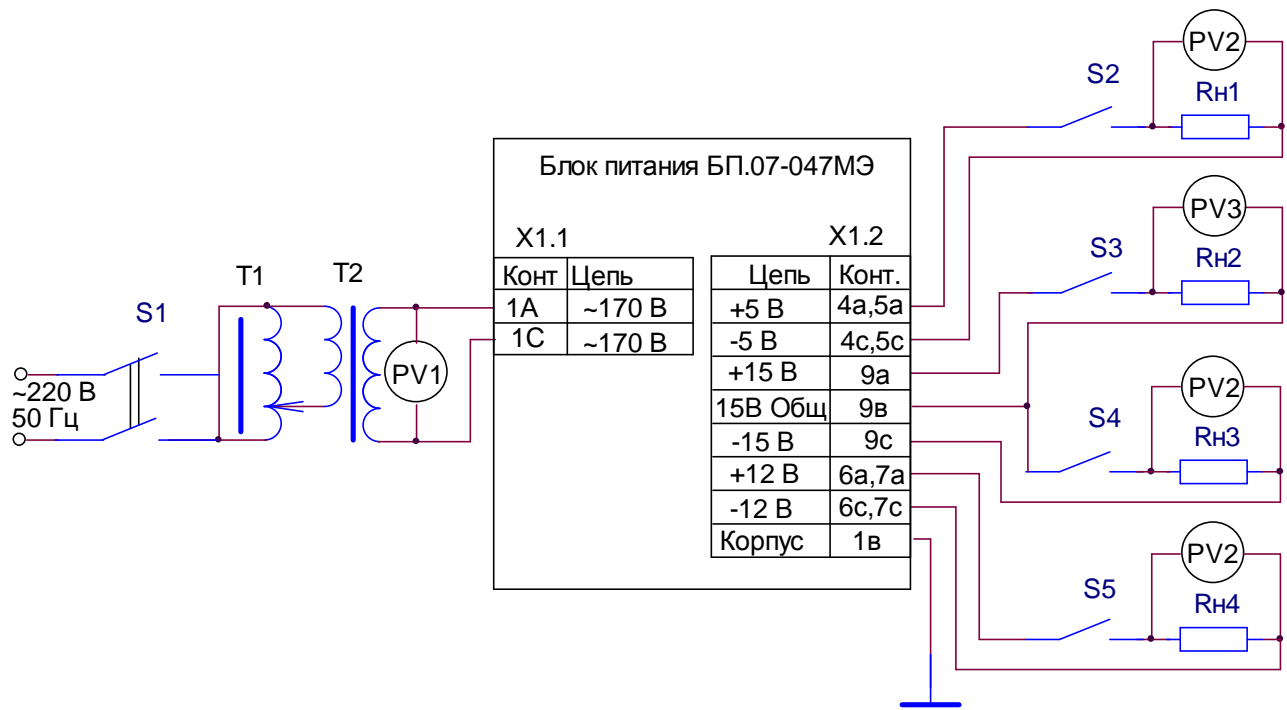 PV2
S2
Rн1
Блок питания БП.07-047МЭ
PV3
S3
Rн2
X1.1
X1.2
T1
T2
S1
Конт Цепь
1А ~170 В
1С ~170 В
Цепь Конт.
+5 В 4а,5а
-5 В 4с,5с
+15 В 9а
15В Общ 9в
-15 В 9с
+12 В 6а,7а
-12 В 6с,7с
Корпус 1в
~220 В
50 Гц
PV1
PV2
S4
Rн3
PV2
S5
Rн4